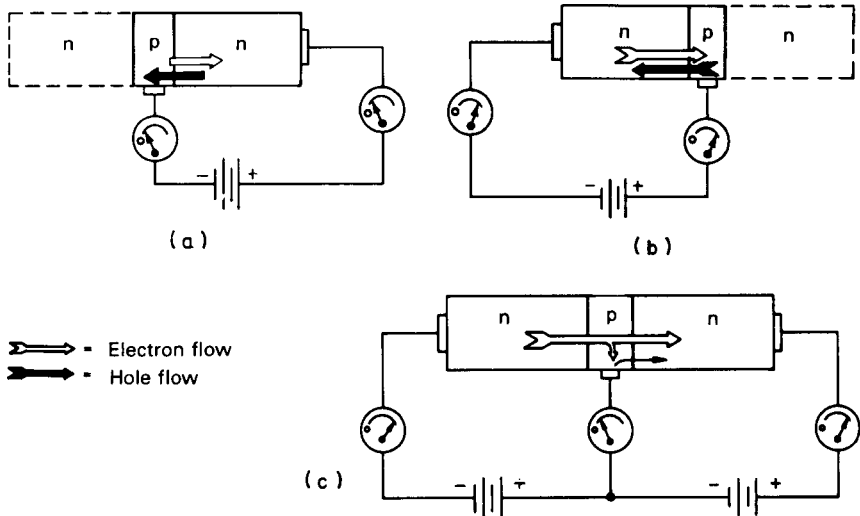 n p n
n p n
- +
- +
(a)
(b)
n p n
= Electron flow
= Hole flow
- + - +
(c)